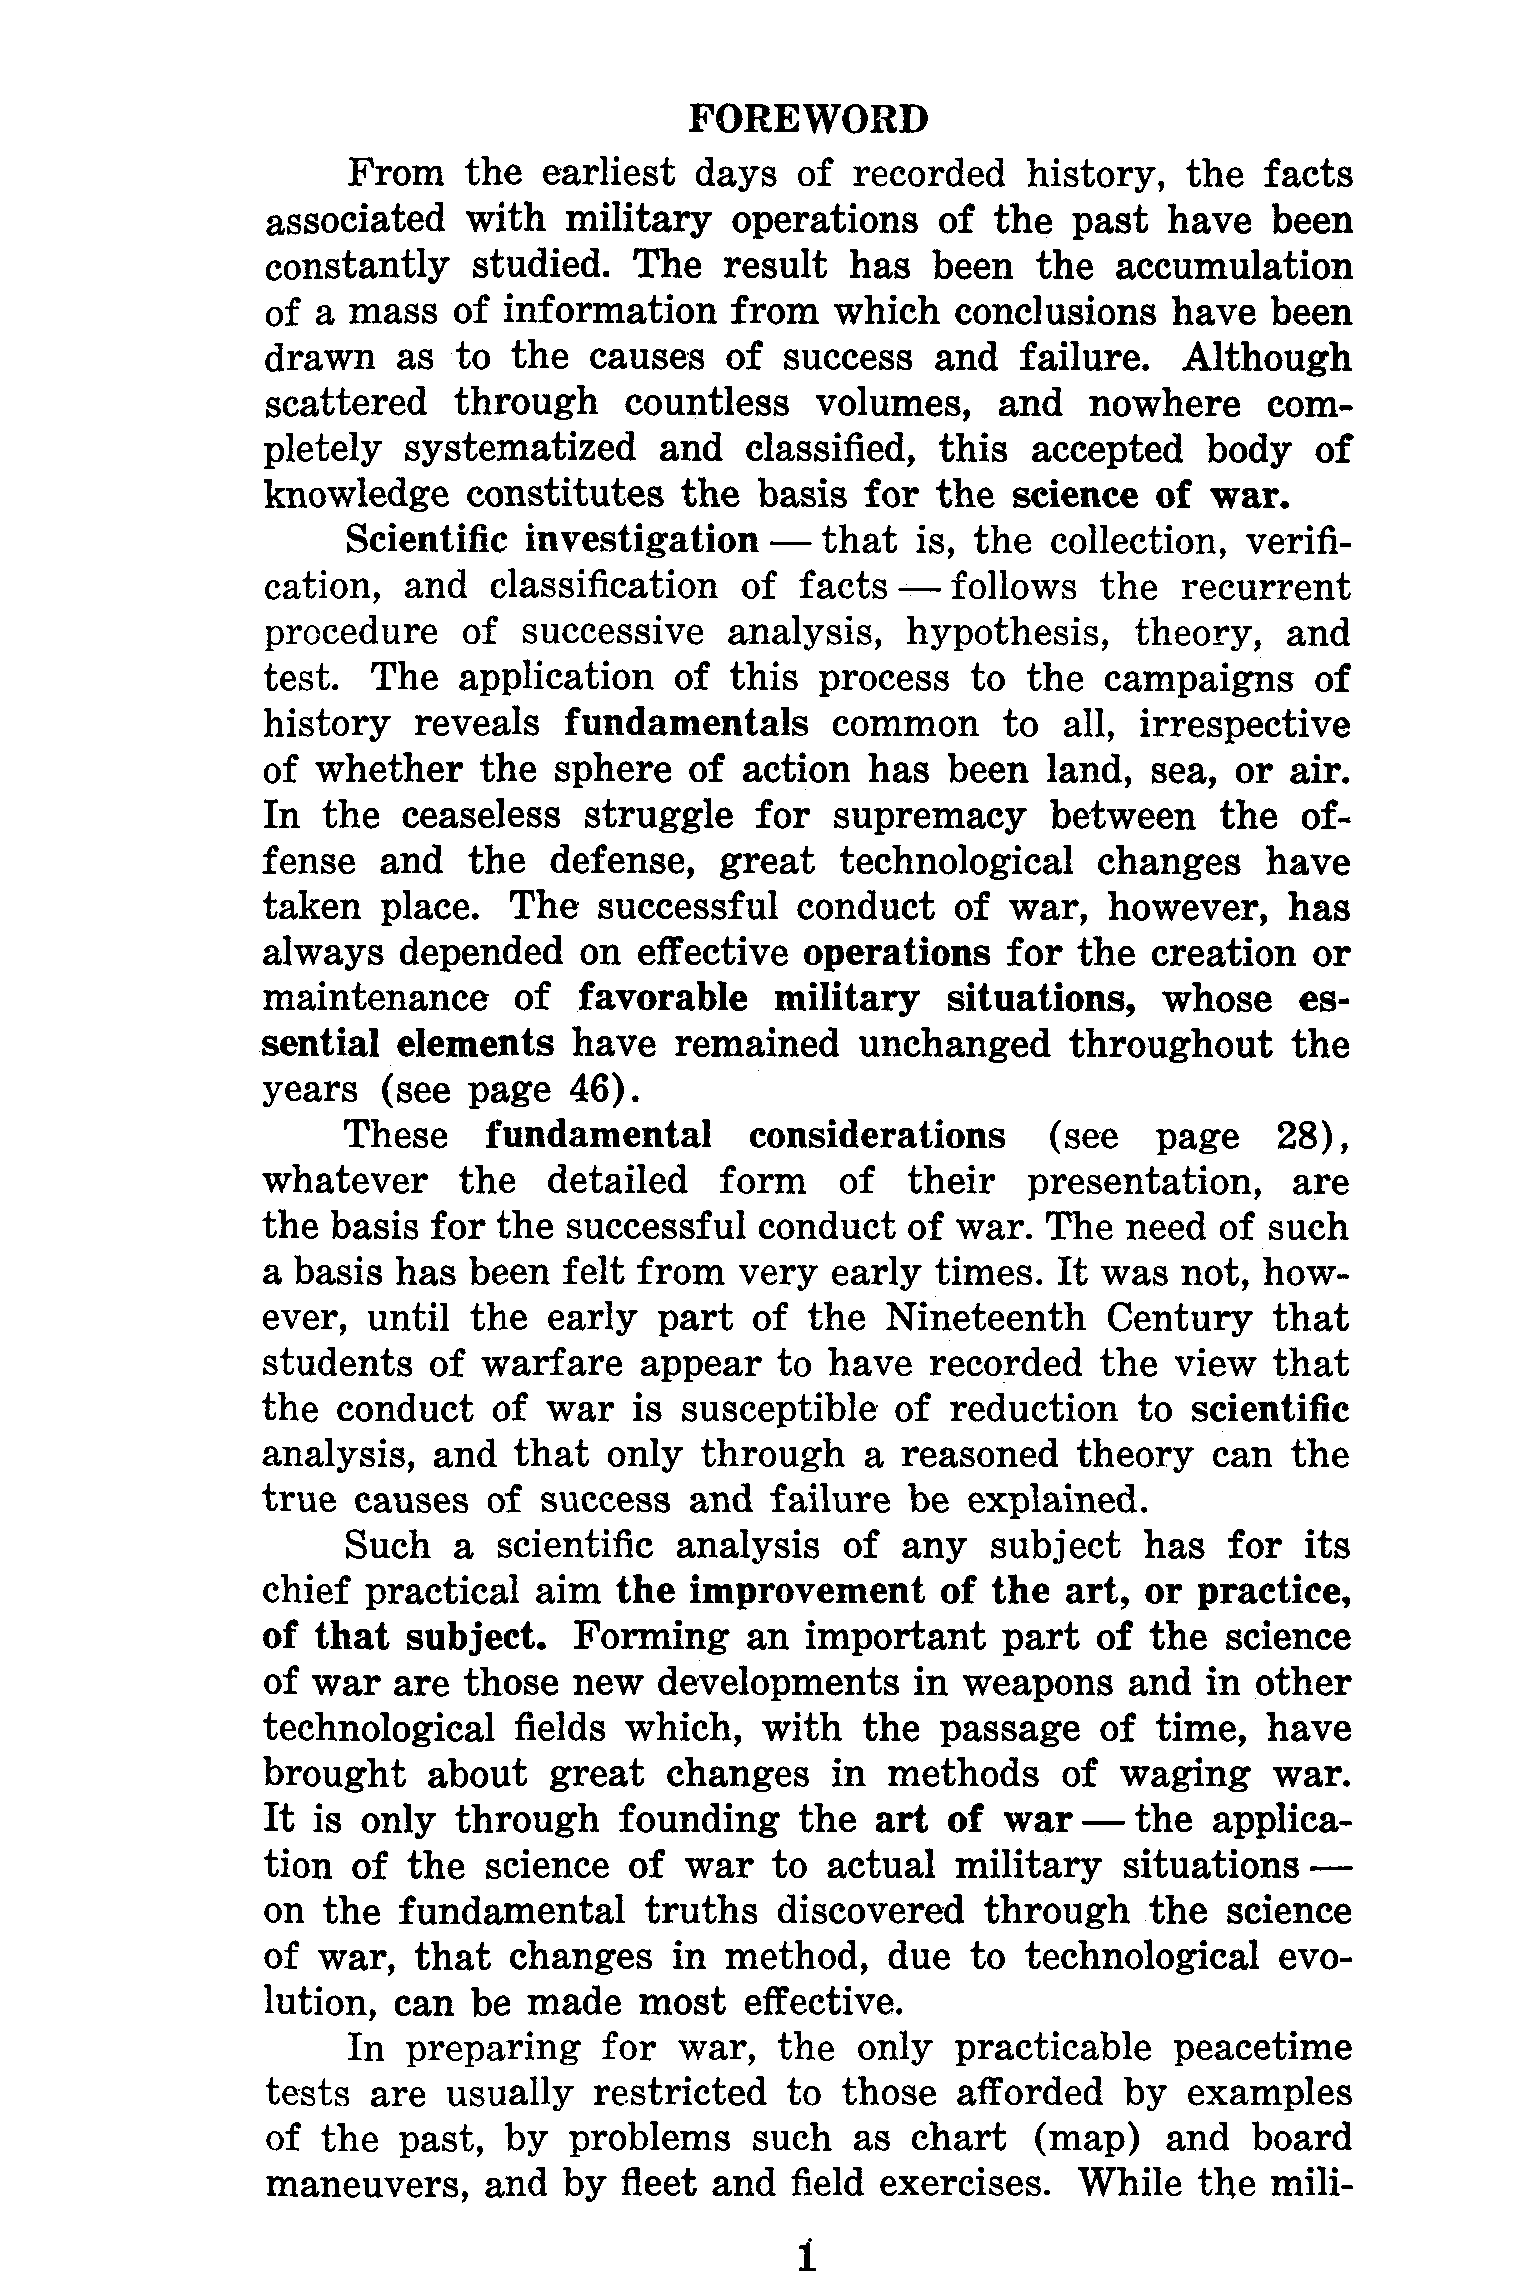 FOREWORD
From the earliest days of recorded history, the facts
associated with military operations of the past have been
constantly studied. The result has been the accumulation
of a mass of information from which conclusions have been
drawn as to the causes of success and failure. Although
scattered through countless volumes, and nowhere com-
pletely systematized and classified, this accepted body of
knowledge constitutes the basis for the science of war.
Scientific investigation — that is, the collection, verifi-
cation, and classification of facts — follows the recurrent
procedure of successive analysis, hypothesis, theory, and
test. The application of this process to the campaigns of
history reveals fundamentals common to all, irrespective
of whether the sphere of action has been land, sea, or air.
In the ceaseless struggle for supremacy between the of-
fense and the defense, great technological changes have
taken place. The successful conduct of war, however, has
always depended on effective operations for the creation or
maintenance of favorable military situations, whose es-
sential elements have remained unchanged throughout the
years (see page 46).
These fundamental considerations (see page 28),
whatever the detailed form of their presentation, are
the basis for the successful conduct of war. The need of such
a basis has been felt from very early times. It was not, how-
ever, until the early part of the Nineteenth Century that
students of warfare appear to have recorded the view that
the conduct of war is susceptible of reduction to scientific
analysis, and that only through a reasoned theory can the
true causes of success and failure be explained.
Such a scientific analysis of any subject has for its
chief practical aim the improvement of the art, or practice,
of that subject. Forming an important part of the science
of war are those new developments in weapons and in other
technological fields which, with the passage of time, have
brought about great changes in methods of waging war.
It is only through founding the art of war — the applica-
tion of the science of war to actual military situations —
on the fundamental truths discovered through the science
of war, that changes in method, due to technological evo-
lution, can be made most effective.
In preparing for war, the only practicable peacetime
tests are usually restricted to those afforded by examples
of the past, by problems such as chart (map) and board
maneuvers, and by fleet and field exercises. While the mili-
i